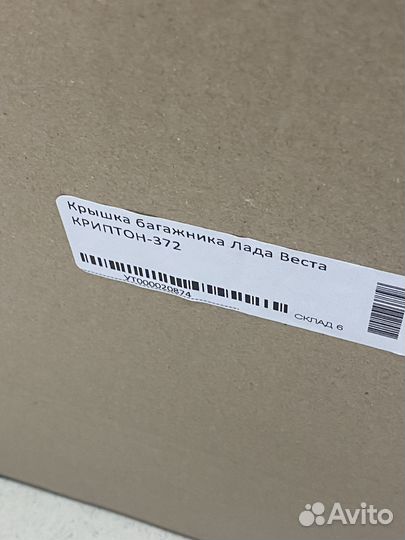 Крышка багажника Лада Веста
КРИПТОН-372
УТ000020874
СКЛАД 6
Avito